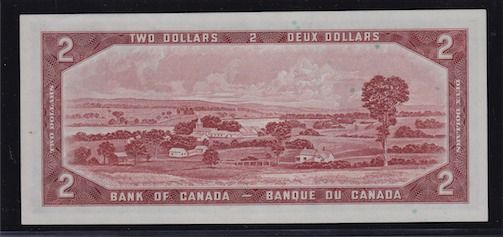 2 TWO DOLLARS 2 DEUX DOLLARS 2
TWO DOLLARS
DEUX DOLLARS
2 BANK OF CANADA — BANQUE DU CANADA 2